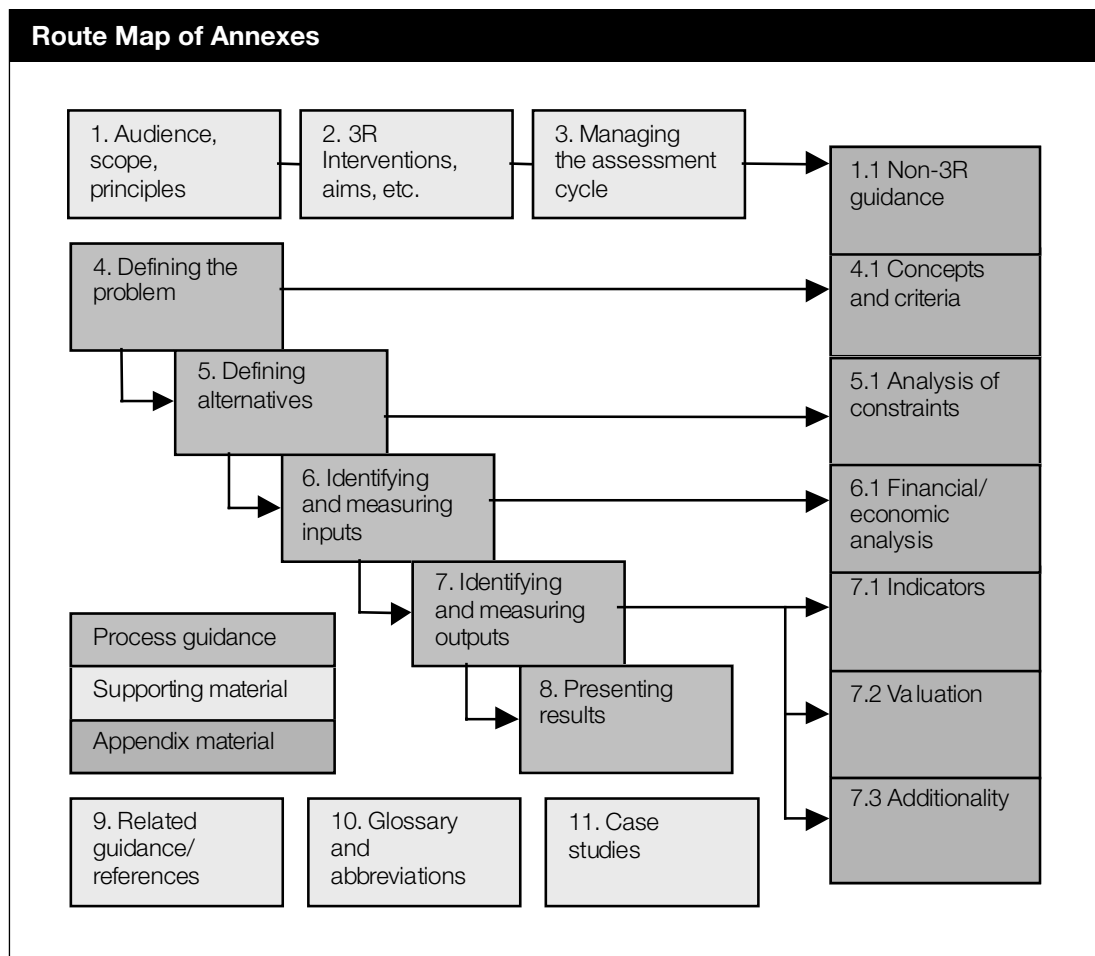 Route Map of Annexes
1. Audience,
scope,
principles
2. 3R
Interventions,
aims, etc.
3. Managing
the assessment
cycle
1.1 Non-3R
guidance
4. Defining the
problem
4.1 Concepts
and criteria
5. Defining
alternatives
5.1 Analysis of
constraints
6. Identifying
and measuring
inputs
6.1 Financial/
economic
analysis
7. Identifying
and measuring
outputs
7.1 Indicators
7.2 Valuation
7.3 Additionality
8. Presenting
results
Process guidance
Supporting material
Appendix material
9. Related
guidance/
references
10. Glossary
and
abbreviations
11. Case
studies